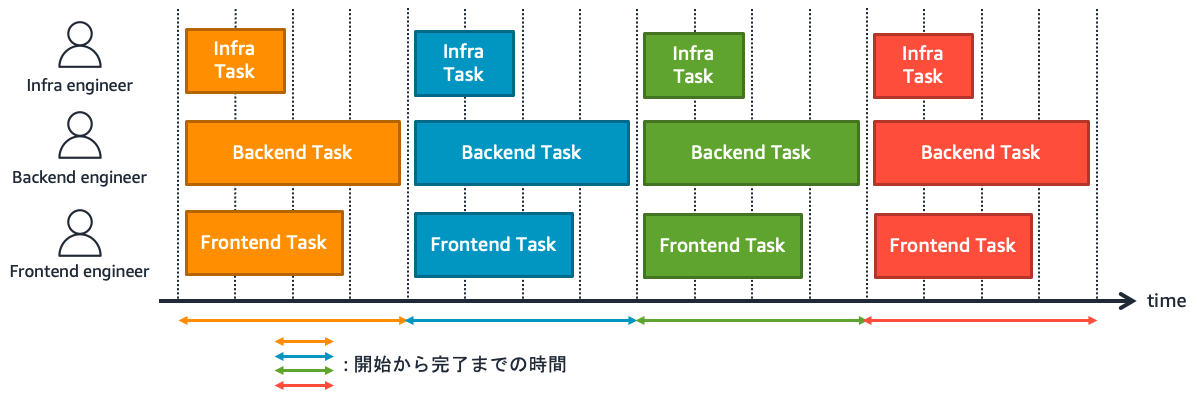 Infra engineer
Infra
Task
Infra
Task
Infra
Task
Infra
Task
Backend engineer
Backend Task
Backend Task
Backend Task
Backend Task
Frontend engineer
Frontend Task
Frontend Task
Frontend Task
Frontend Task
time
: 開始から完了までの時間